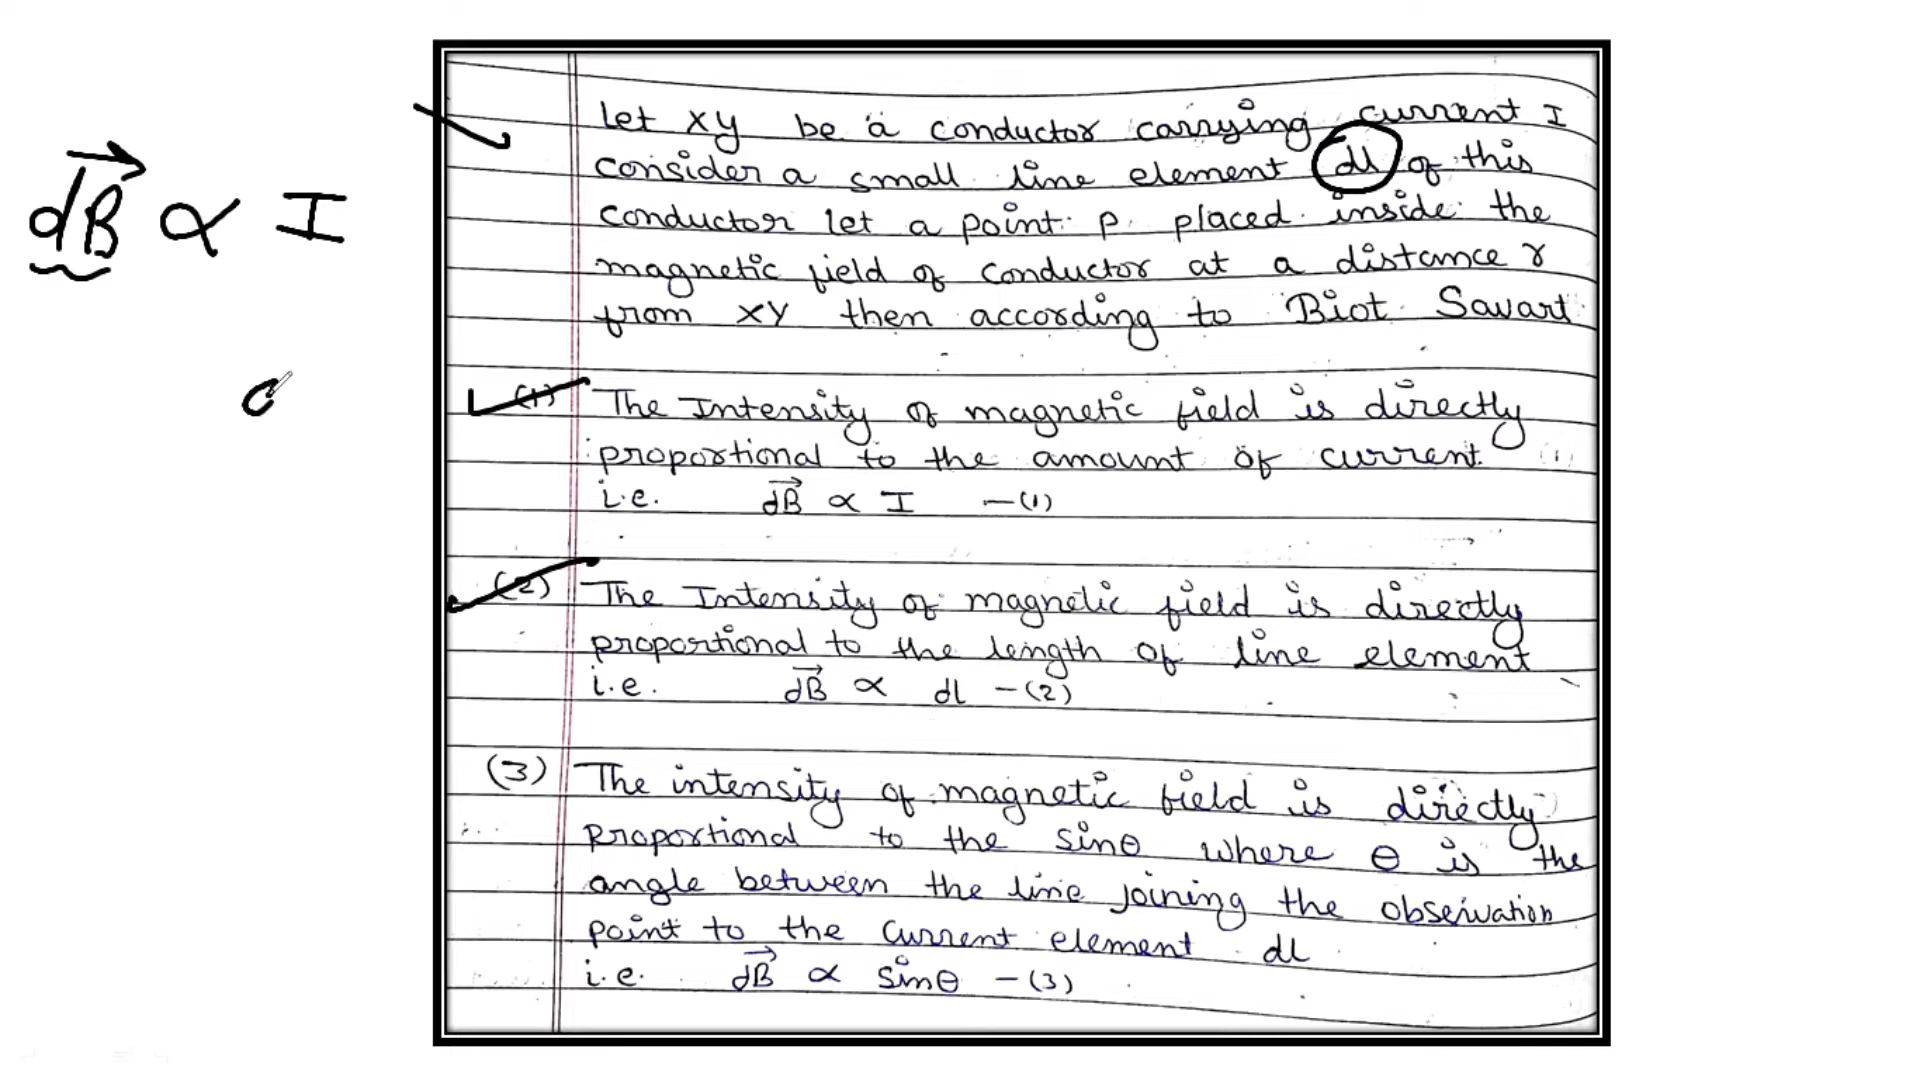 dB ∝ I
Let xy be a conductor carrying current I
consider a small line element dl of this
conductor let a point p placed inside the
magnetic field of conductor at a distance r
from xy then according to Biot Savart
(1) The Intensity of magnetic field is directly
proportional to the amount of current.
i.e. dB ∝ I —(1)
(2) The Intensity of magnetic field is directly
proportional to the length of line element
i.e. dB ∝ dl —(2)
(3) The intensity of magnetic field is directly
proportional to the sinθ where θ is the
angle between the line joining the observation
point to the current element dl
i.e. dB ∝ sinθ —(3)